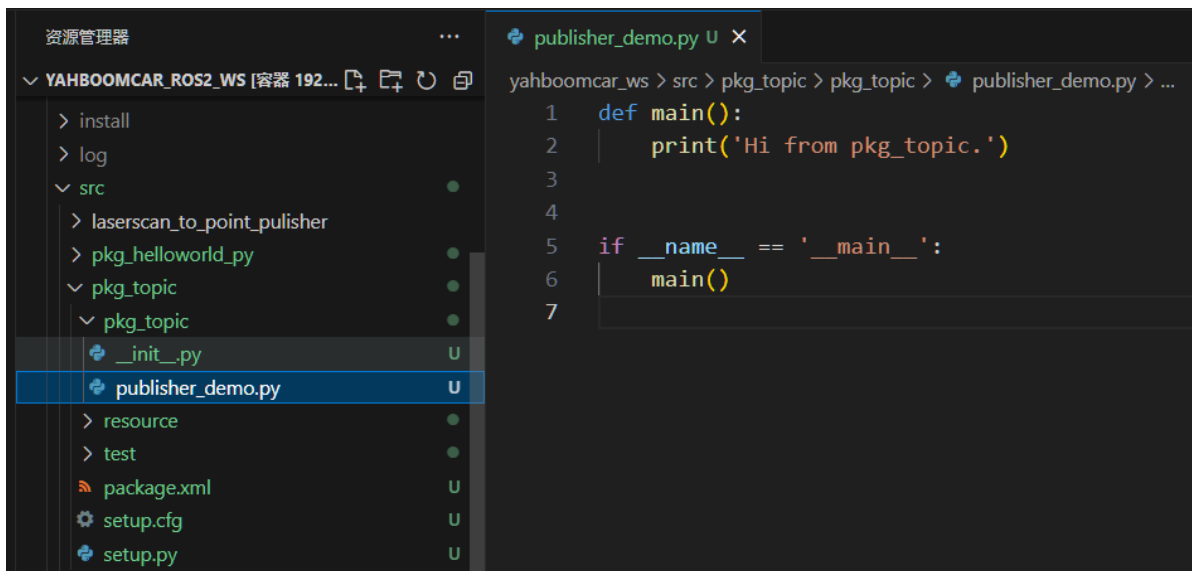 资源管理器
YAHBOOMCAR_ROS2_WS [容器 192...
install
log
src
laserscan_to_point_pulisher
pkg_helloworld_py
pkg_topic
pkg_topic
__init__.py U
publisher_demo.py U
resource
test
package.xml U
setup.cfg U
setup.py U
publisher_demo.py U
yahboomcar_ws > src > pkg_topic > pkg_topic > publisher_demo.py > ...
1 def main():
2     print('Hi from pkg_topic.')
3
4
5 if __name__ == '__main__':
6     main()
7